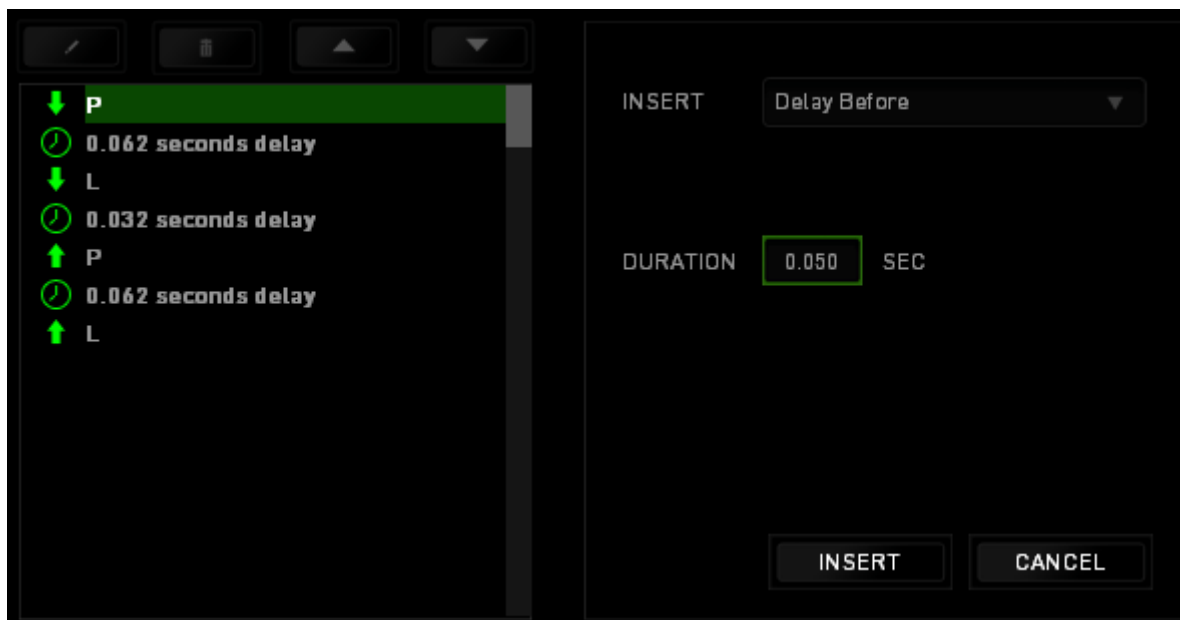 P
0.062 seconds delay
L
0.032 seconds delay
P
0.062 seconds delay
L
INSERT Delay Before
DURATION 0.050 SEC
INSERT CANCEL